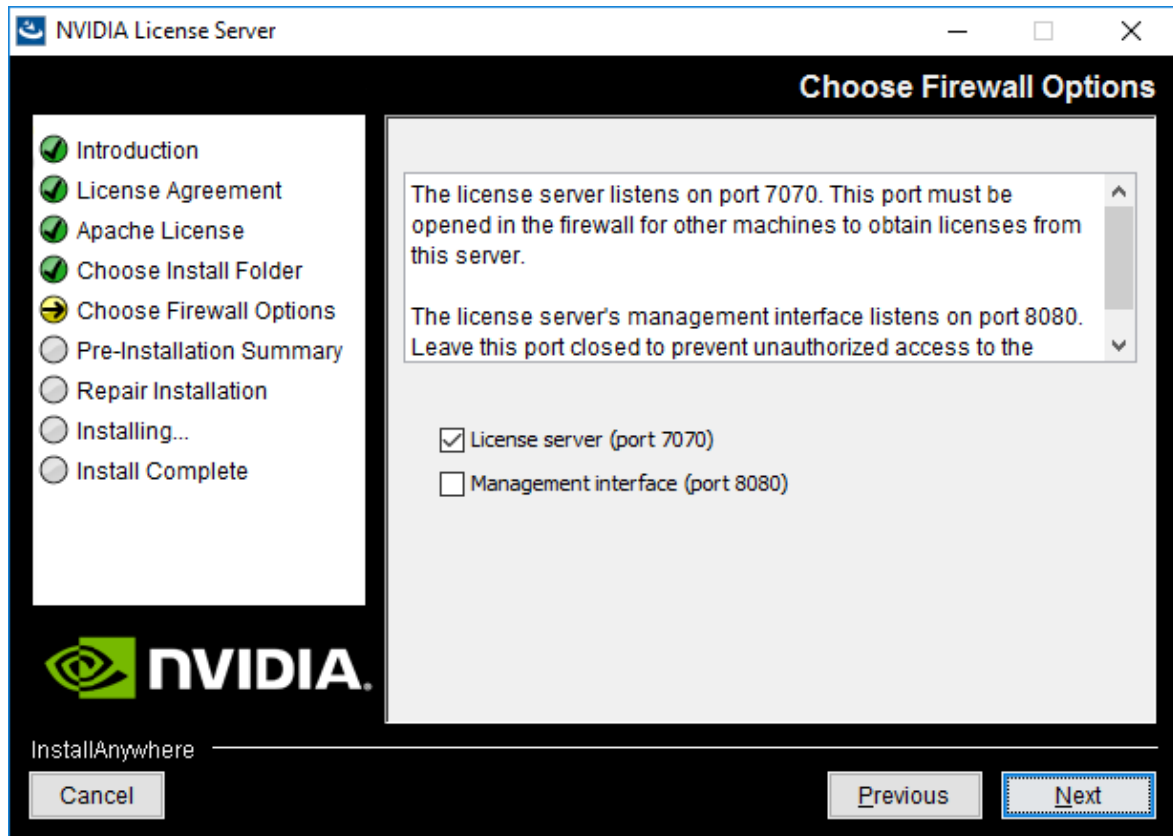 NVIDIA License Server
Choose Firewall Options
Introduction
License Agreement
Apache License
Choose Install Folder
Choose Firewall Options
Pre-Installation Summary
Repair Installation
Installing...
Install Complete
The license server listens on port 7070. This port must be
opened in the firewall for other machines to obtain licenses from
this server.
The license server's management interface listens on port 8080.
Leave this port closed to prevent unauthorized access to the
License server (port 7070)
Management interface (port 8080)
NVIDIA.
InstallAnywhere
Cancel
Previous
Next